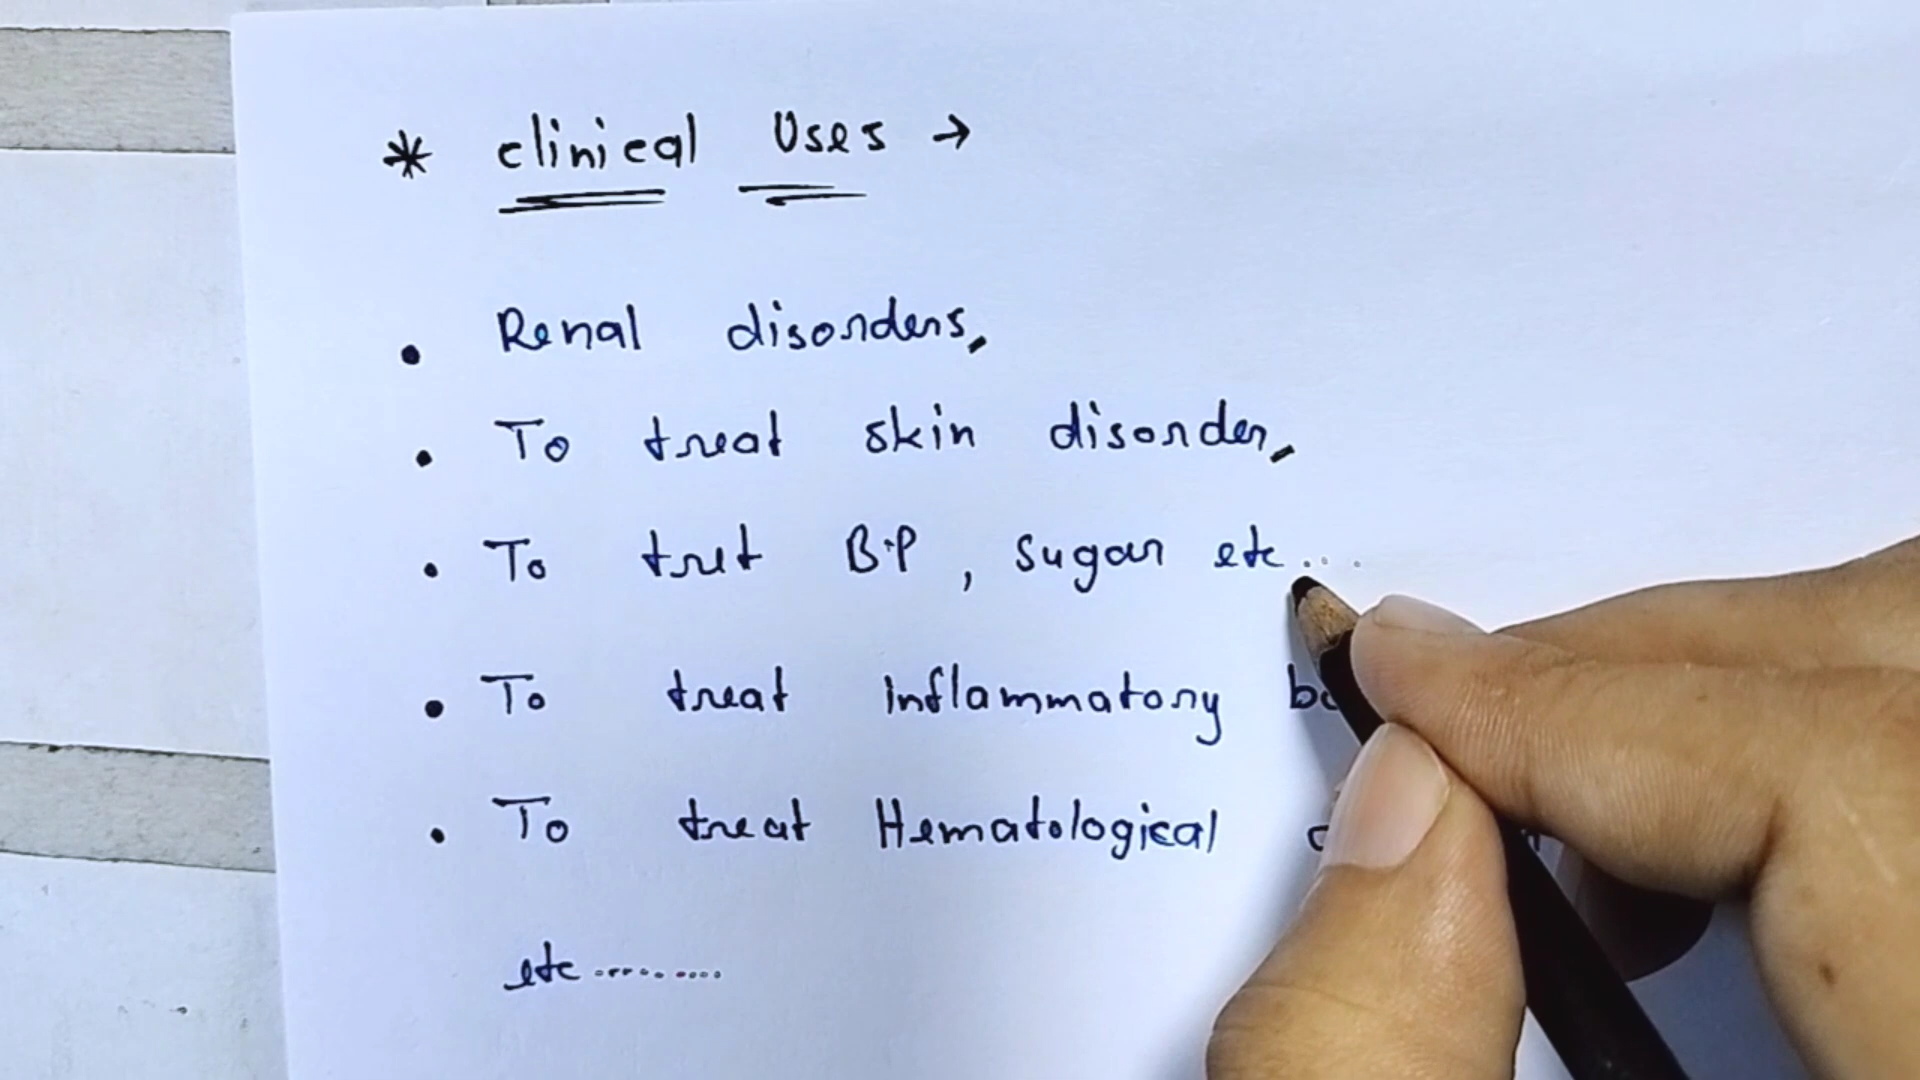 * clinical Uses →
• Renal disorders,
• To treat skin disorder,
• To tret B.P, sugar etc...
• To treat inflammatory
• To treat Hematological
etc..........